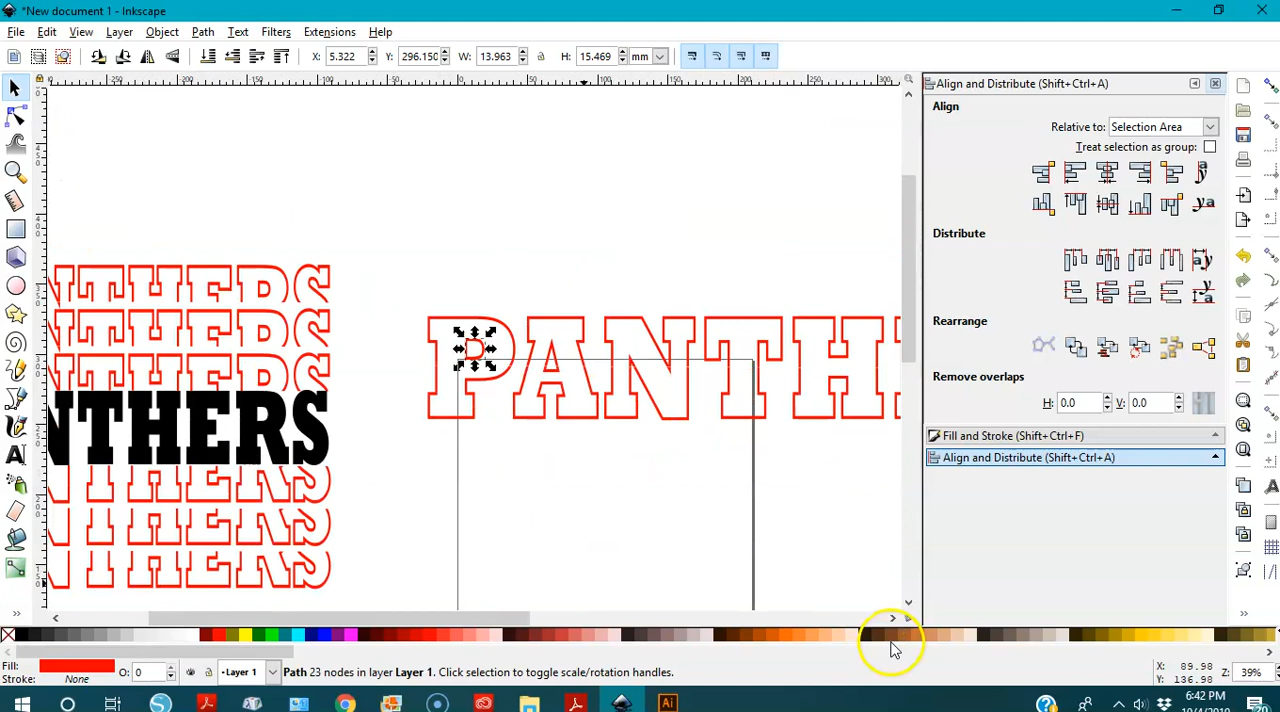 *New document 1 - Inkscape
File Edit View Layer Object Path Text Filters Extensions Help
X: 5.322 Y: 296.150 W: 13.963 H: 15.469 mm
Align and Distribute (Shift+Ctrl+A)
Align
Relative to: Selection Area
Treat selection as group:
Distribute
Rearrange
Remove overlaps
H: 0.0 V: 0.0
Fill and Stroke (Shift+Ctrl+F)
Align and Distribute (Shift+Ctrl+A)
NTHERS
NTHERS
NTHERS
NTHERS
NTHERS
NTHERS
NTHERS
PANTH
Fill:
Stroke: None
O: 0
Layer 1
Path 23 nodes in layer Layer 1. Click selection to toggle scale/rotation handles.
X: 89.98
Y: 136.98
Z: 39%
6:42 PM